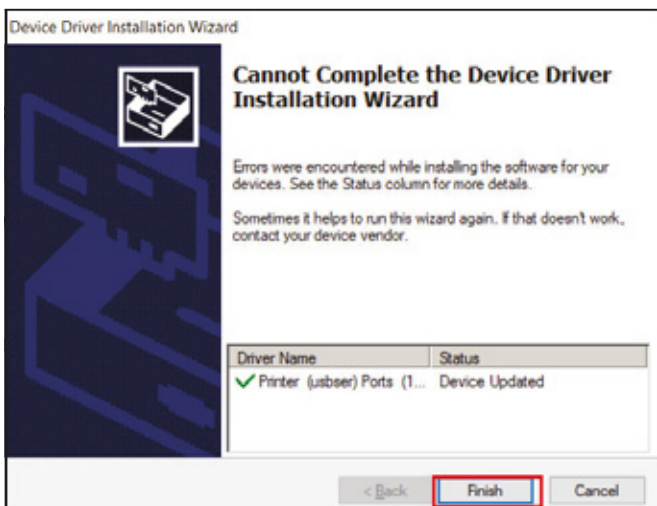 Device Driver Installation Wizard
Cannot Complete the Device Driver
Installation Wizard
Errors were encountered while installing the software for your
devices. See the Status column for more details.
Sometimes it helps to run this wizard again. If that doesn't work,
contact your device vendor.
Driver Name Status
Printer (usbser) Ports (1... Device Updated
< Back Finish Cancel